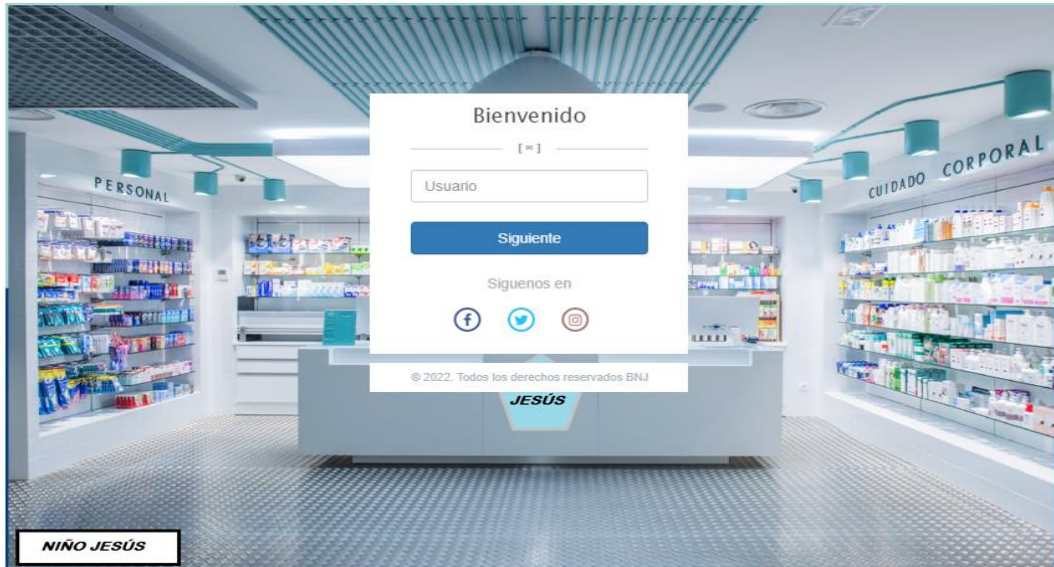 Bienvenido
[ = ]
Usuario
Siguiente
Siguenos en
© 2022. Todos los derechos reservados BNJ
PERSONAL
CUIDADO CORPORAL
JESÚS
NIÑO JESÚS